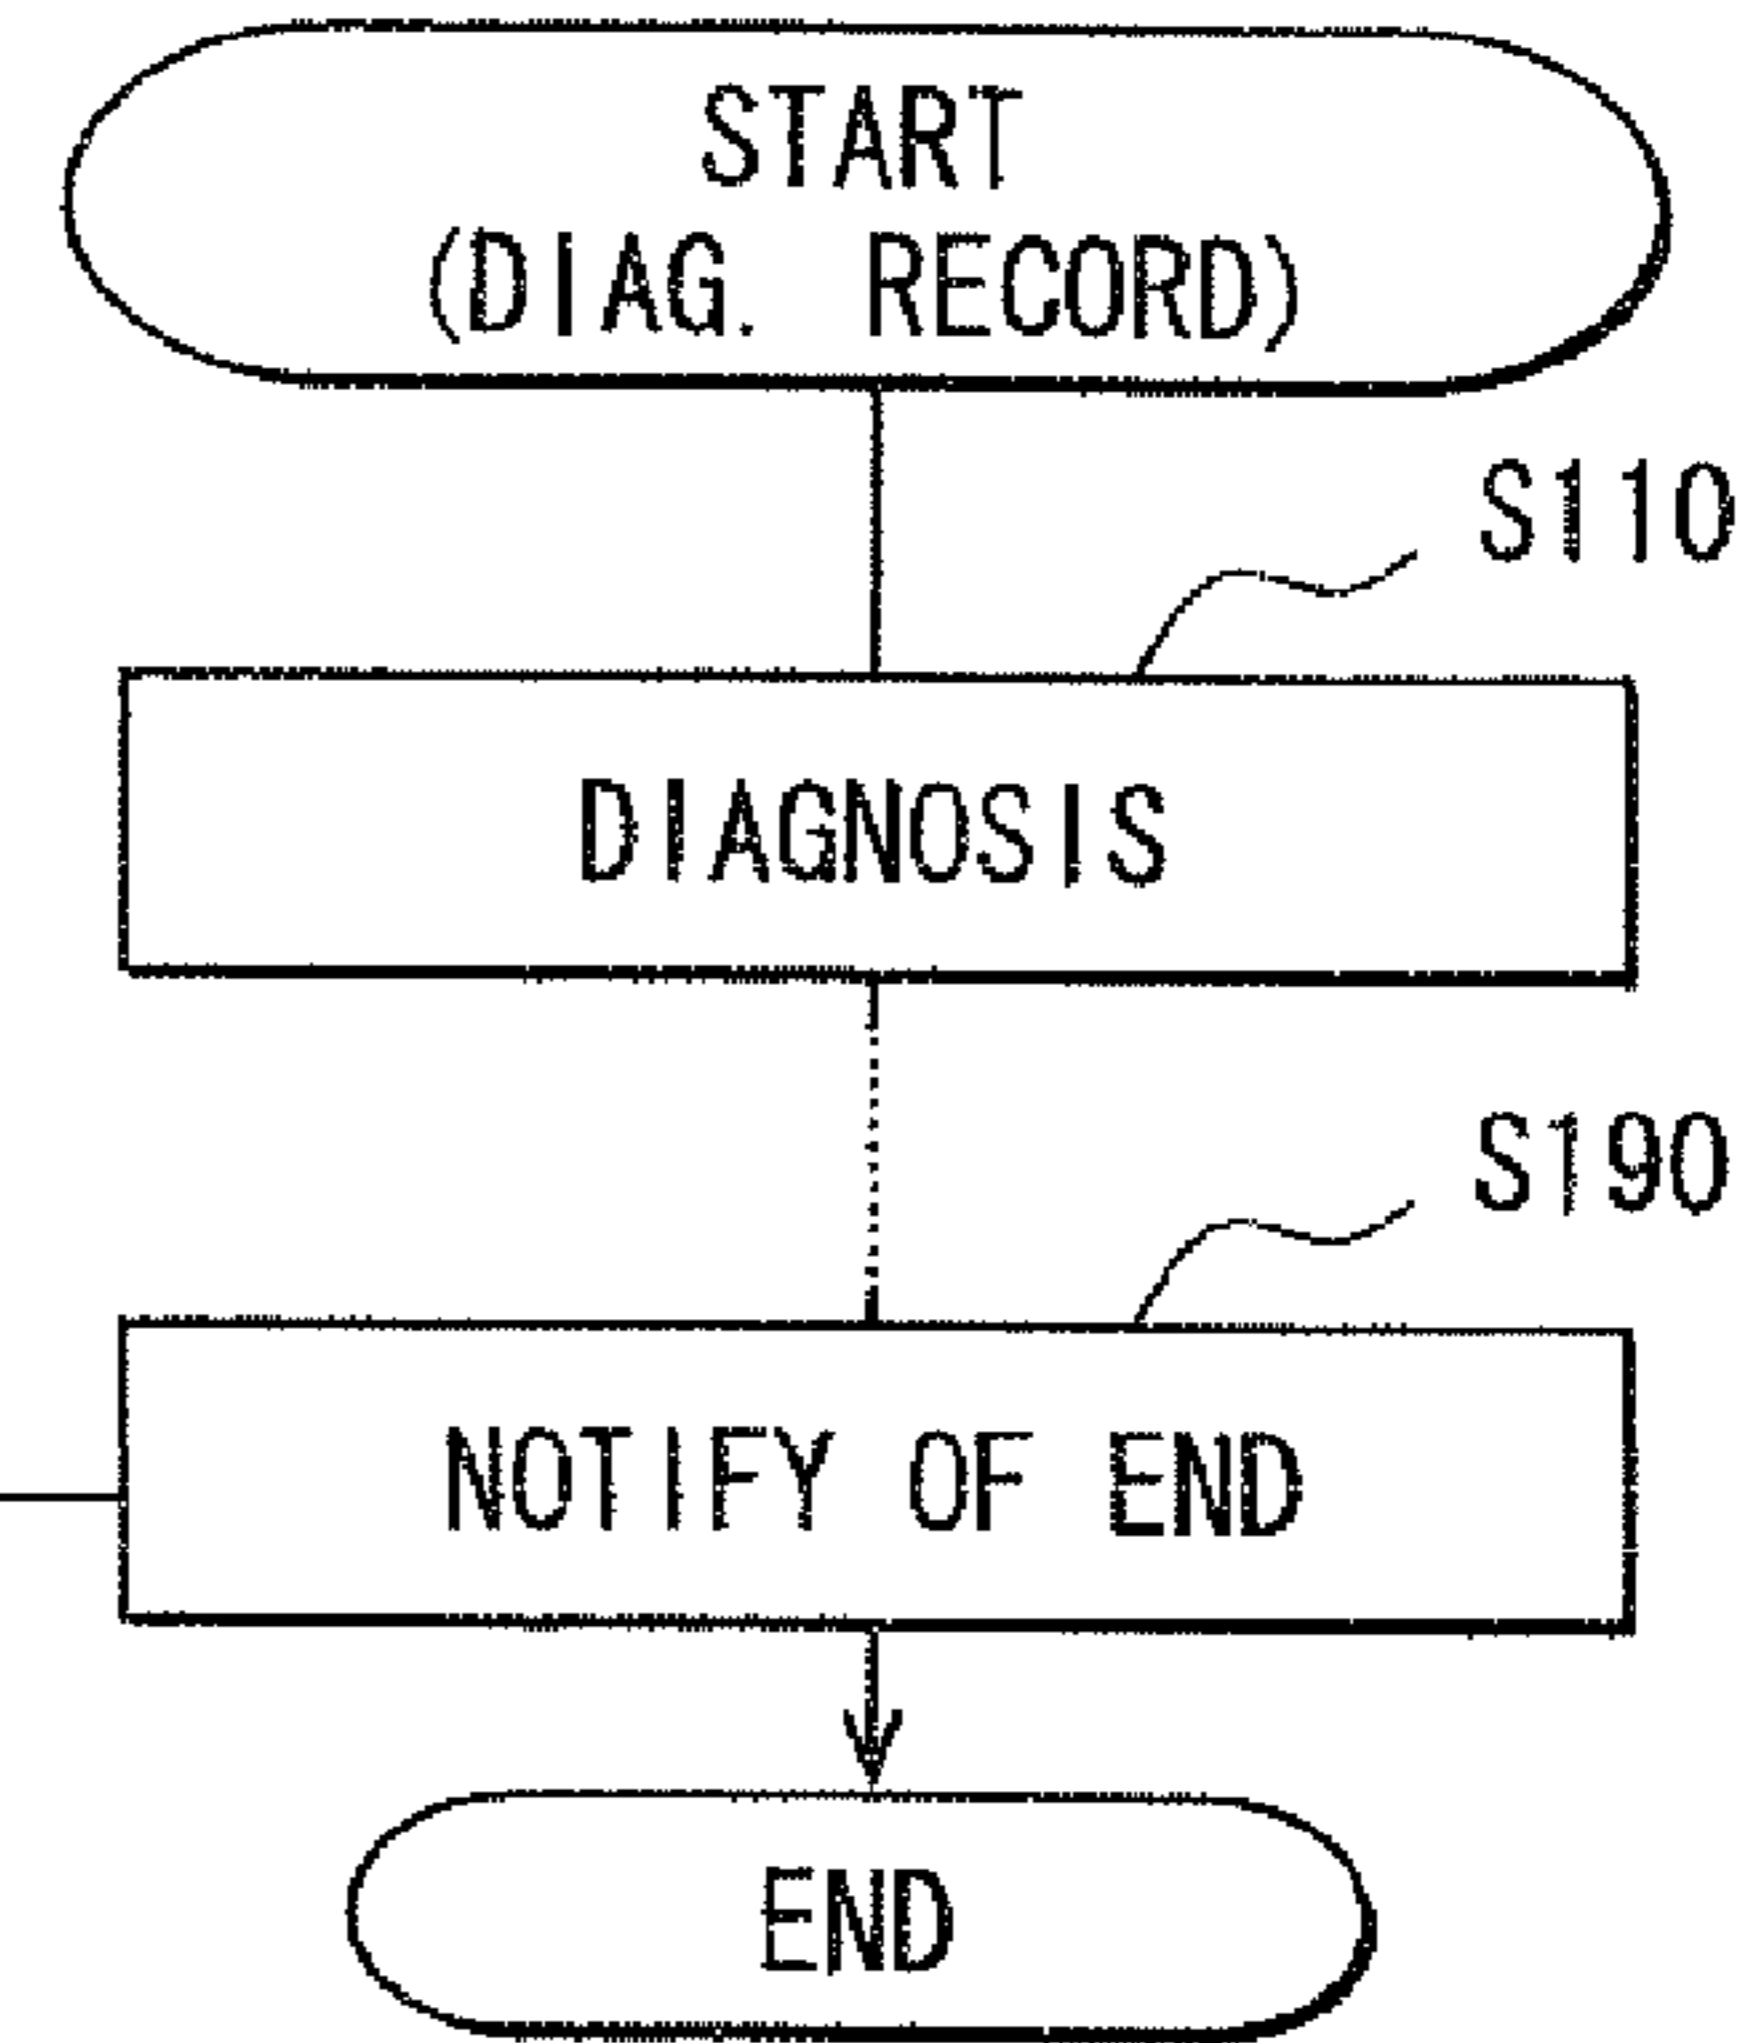 START
(DIAG. RECORD)
S110
DIAGNOSIS
S190
NOTIFY OF END
END